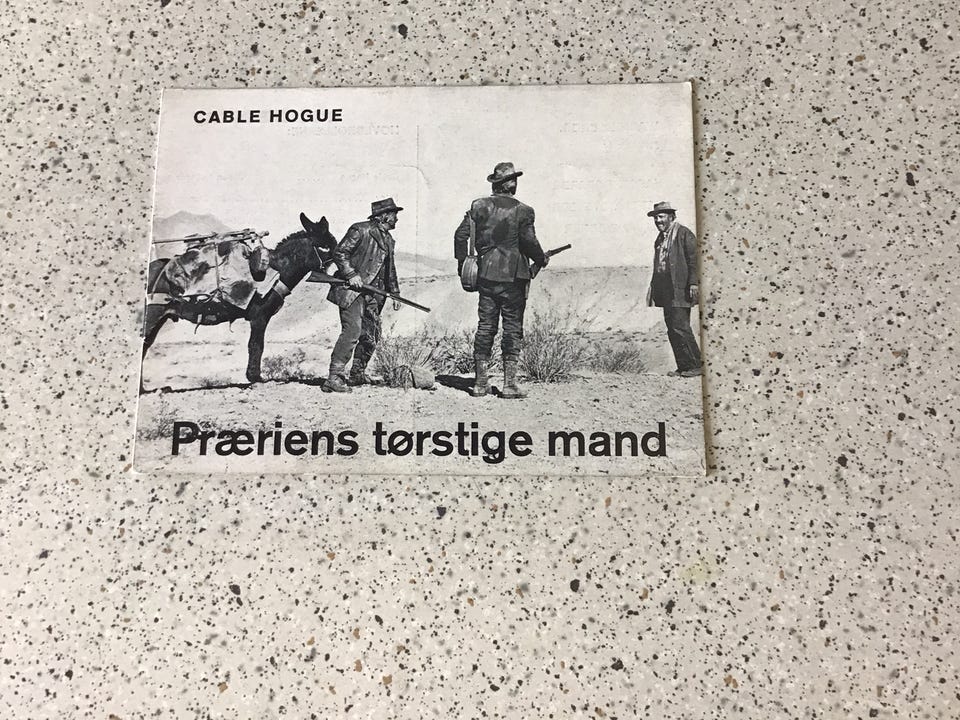 CABLE HOGUE
Præriens tørstige mand